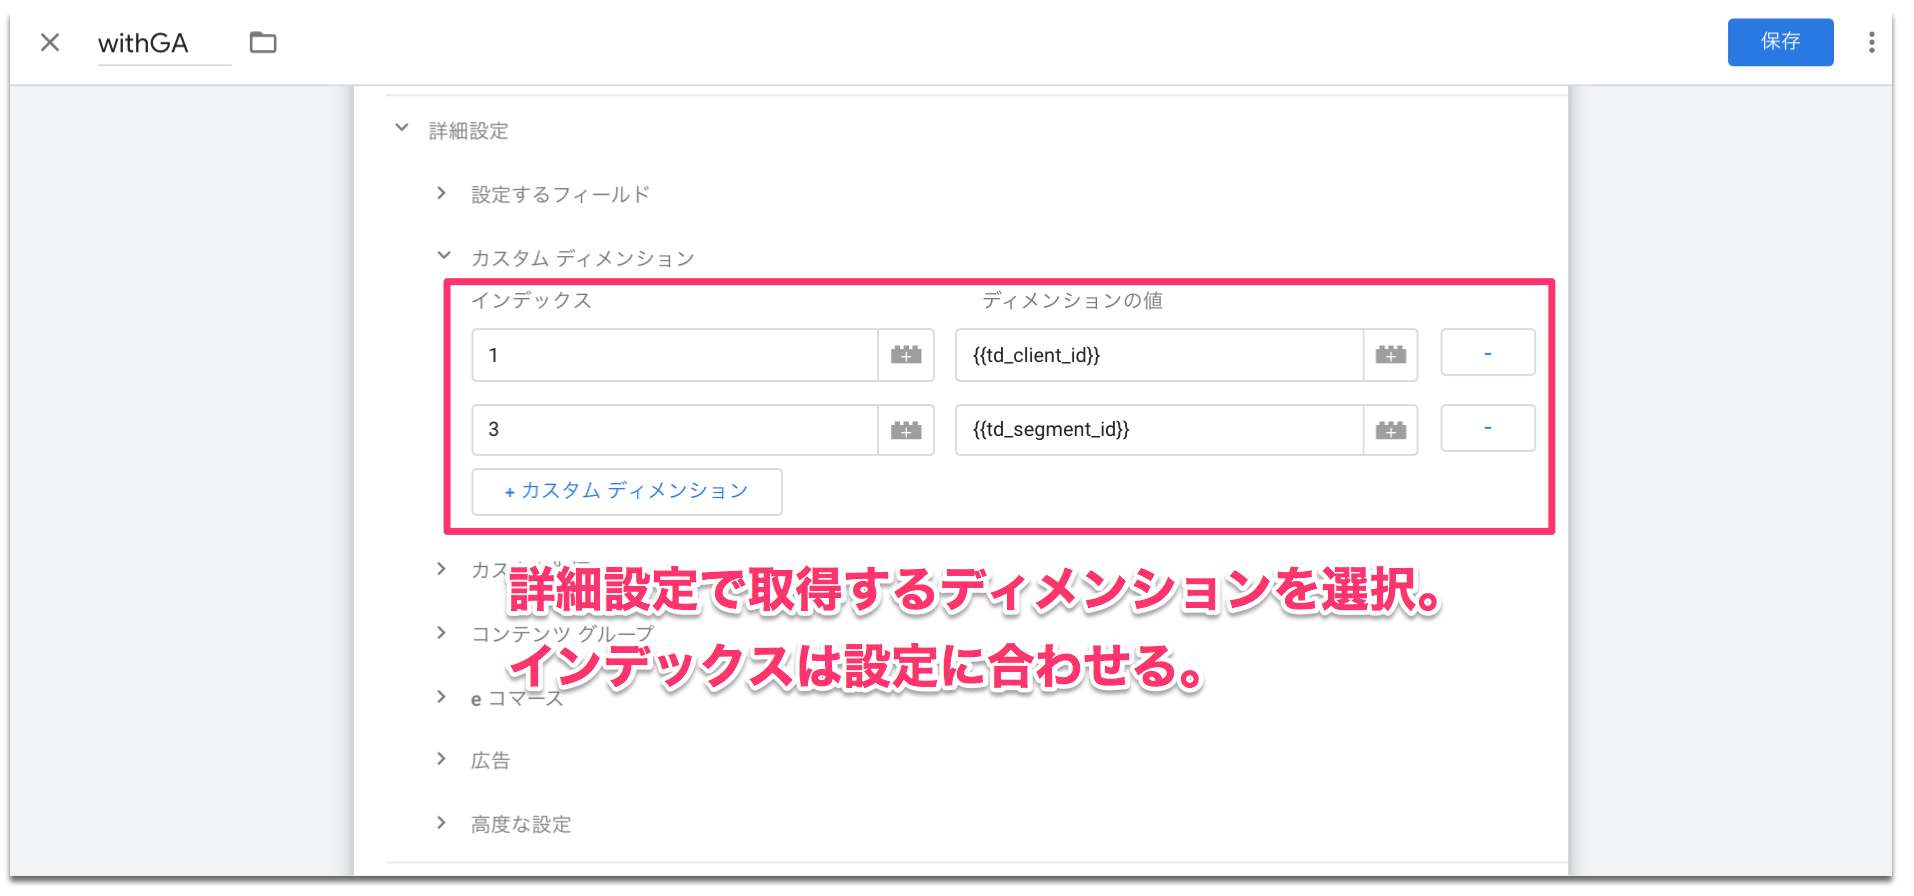 withGA
保存
詳細設定
設定するフィールド
カスタム ディメンション
インデックス ディメンションの値
1 {{td_client_id}} -
3 {{td_segment_id}} -
+ カスタム ディメンション
詳細設定で取得するディメンションを選択。
コンテンツ グループ
インデックスは設定に合わせる。
e コマース
広告
高度な設定